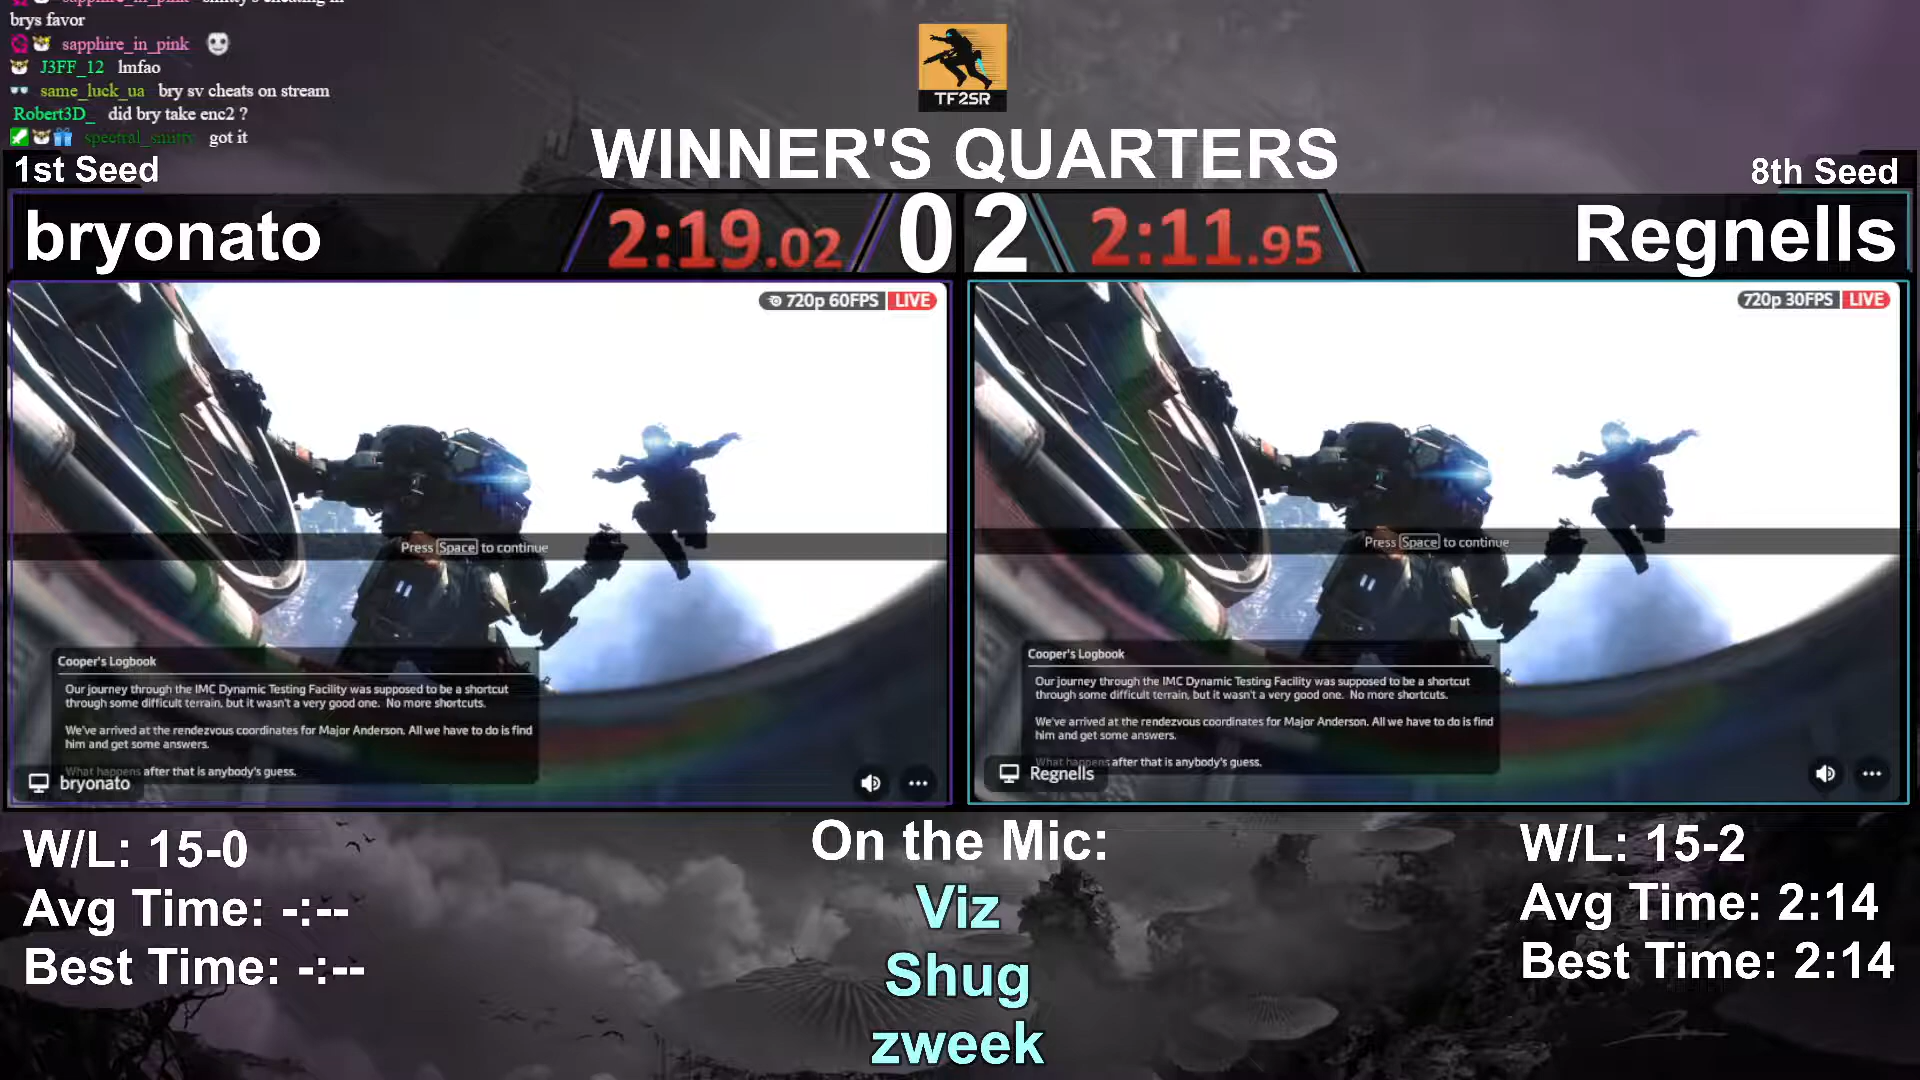 sapphire_in_pink smitty's cheating in
brys favor
sapphire_in_pink
J3FF_12 lmfao
same_luck_ua bry sv cheats on stream
Robert3D_ did bry take enc2 ?
spectral_smitty got it
TF2SR
WINNER'S QUARTERS
1st Seed
8th Seed
bryonato
2:19.02
0 2
2:11.95
Regnells
720p 60FPS LIVE
720p 30FPS LIVE
Press Space to continue
Press Space to continue
Cooper's Logbook
Our journey through the IMC Dynamic Testing Facility was supposed to be a shortcut
through some difficult terrain, but it wasn't a very good one. No more shortcuts.
We've arrived at the rendezvous coordinates for Major Anderson. All we have to do is find
him and get some answers.
What happens after that is anybody's guess.
bryonato
Cooper's Logbook
Our journey through the IMC Dynamic Testing Facility was supposed to be a shortcut
through some difficult terrain, but it wasn't a very good one. No more shortcuts.
We've arrived at the rendezvous coordinates for Major Anderson. All we have to do is find
him and get some answers.
What happens after that is anybody's guess.
Regnells
W/L: 15-0
Avg Time: -:--
Best Time: -:--
On the Mic:
Viz
Shug
zweek
W/L: 15-2
Avg Time: 2:14
Best Time: 2:14